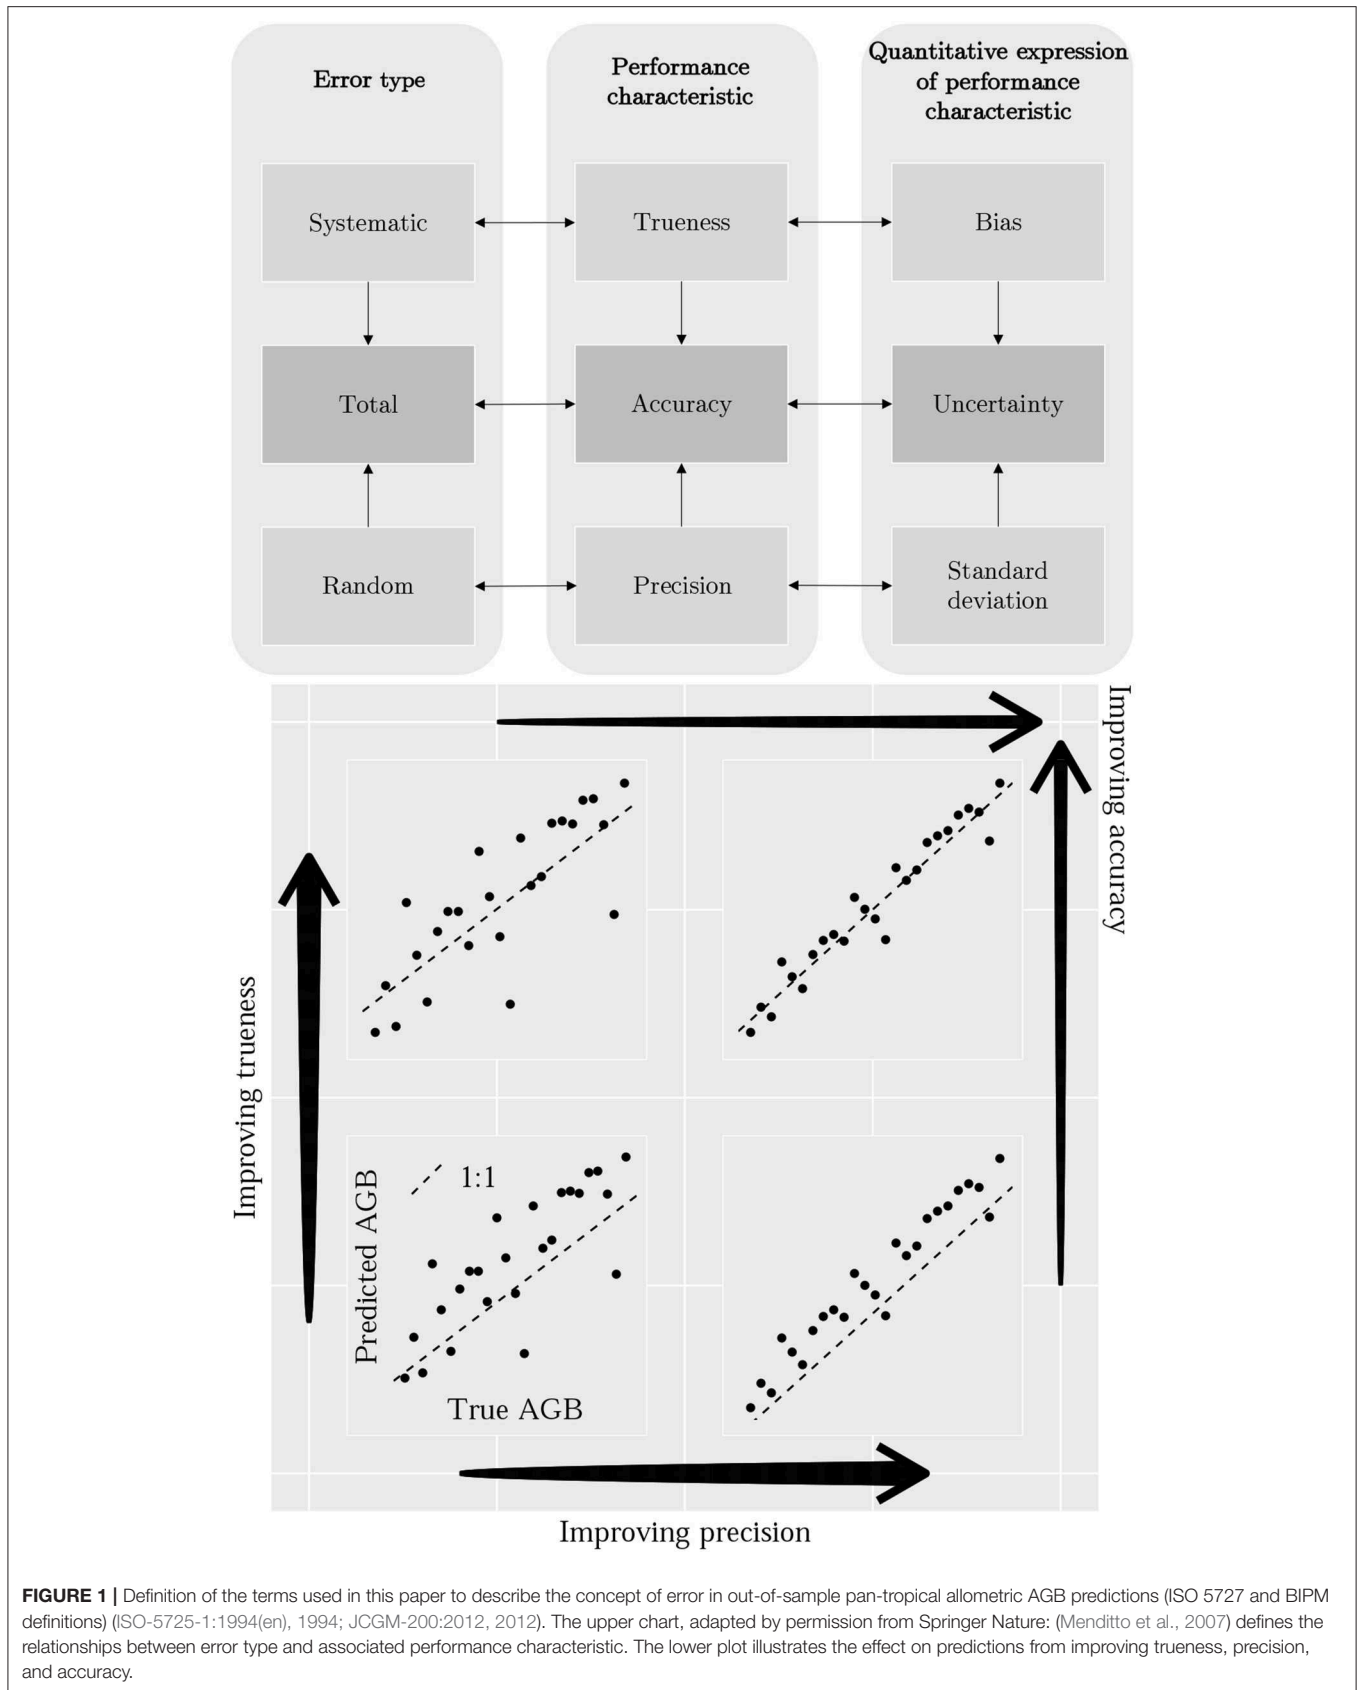 Error type
Performance
characteristic
Quantitative expression
of performance
characteristic
Systematic
Trueness
Bias
Total
Accuracy
Uncertainty
Random
Precision
Standard
deviation
Improving accuracy
Improving trueness
Predicted AGB
1:1
True AGB
Improving precision
FIGURE 1 | Definition of the terms used in this paper to describe the concept of error in out-of-sample pan-tropical allometric AGB predictions (ISO 5727 and BIPM
definitions) (ISO-5725-1:1994(en), 1994; JCGM-200:2012, 2012). The upper chart, adapted by permission from Springer Nature: (Menditto et al., 2007) defines the
relationships between error type and associated performance characteristic. The lower plot illustrates the effect on predictions from improving trueness, precision,
and accuracy.